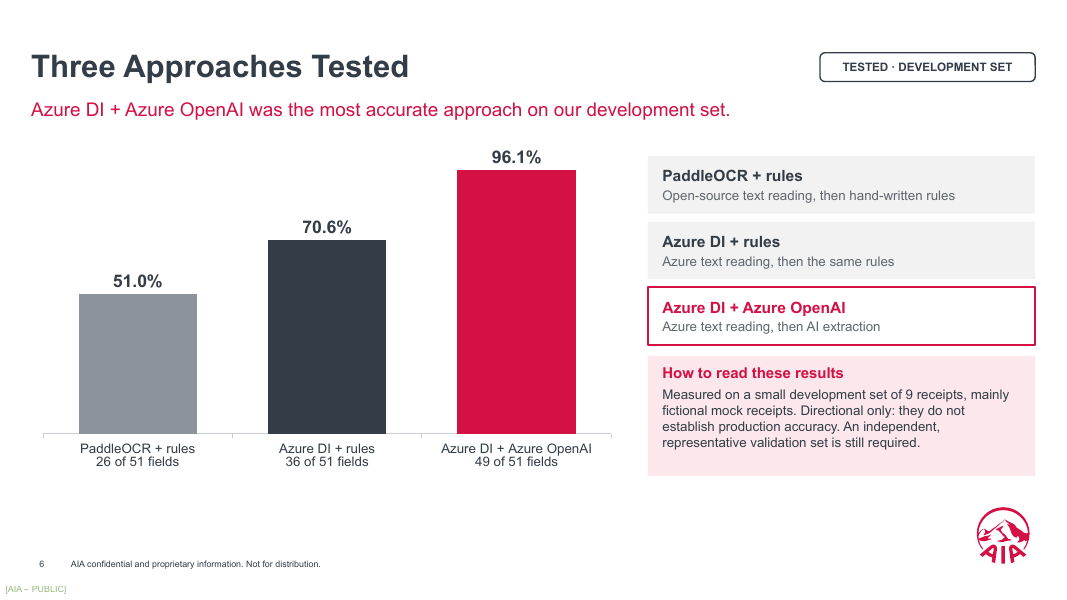 Three Approaches Tested
TESTED · DEVELOPMENT SET
Azure DI + Azure OpenAI was the most accurate approach on our development set.
51.0%
70.6%
96.1%
PaddleOCR + rules
26 of 51 fields
Azure DI + rules
36 of 51 fields
Azure DI + Azure OpenAI
49 of 51 fields
PaddleOCR + rules
Open-source text reading, then hand-written rules
Azure DI + rules
Azure text reading, then the same rules
Azure DI + Azure OpenAI
Azure text reading, then AI extraction
How to read these results
Measured on a small development set of 9 receipts, mainly
fictional mock receipts. Directional only: they do not
establish production accuracy. An independent,
representative validation set is still required.
AIA
6
AIA confidential and proprietary information. Not for distribution.
[AIA – PUBLIC]